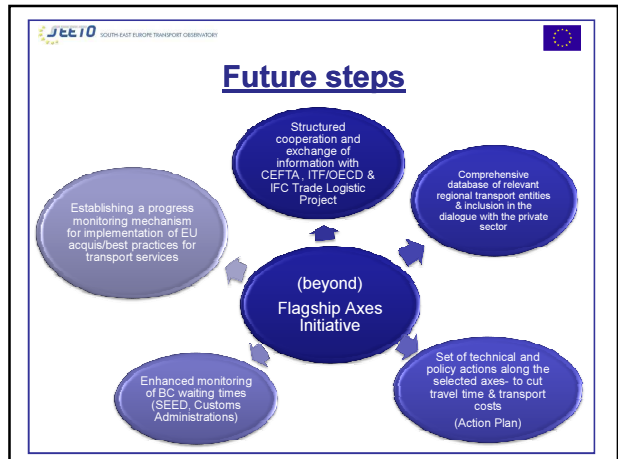 SEETO SOUTH-EAST EUROPE TRANSPORT OBSERVATORY
Future steps
Structured
cooperation and
exchange of
information with
CEFTA , ITF/OECD &
IFC Trade Logistic
Project
Comprehensive
database of relevant
regional transport entities
& inclusion in the
dialogue with the private
sector
Establishing a progress
monitoring mechanism
for implementation of EU
acquis/best practices for
transport services
(beyond)
Flagship Axes
Initiative
Enhanced monitoring
of BC waiting times
(SEED, Customs
Administrations)
Set of technical and
policy actions along the
selected axes- to cut
travel time & transport
costs
(Action Plan)